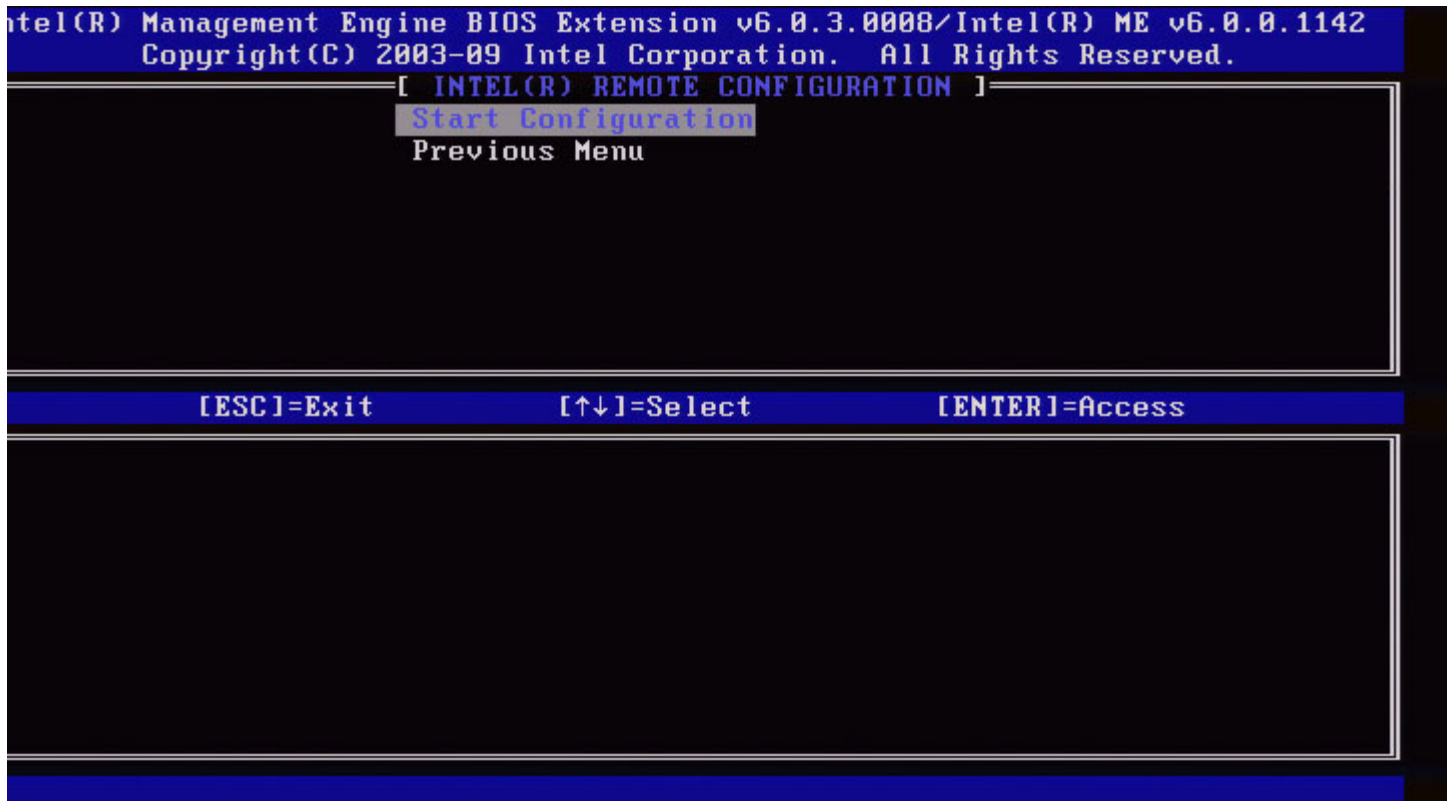 ntel(R) Management Engine BIOS Extension v6.0.3.0008/Intel(R) ME v6.0.0.1142
Copyright(C) 2003-09 Intel Corporation. All Rights Reserved.
[ INTEL(R) REMOTE CONFIGURATION ]
Start Configuration
Previous Menu
[ESC]=Exit [↑↓]=Select [ENTER]=Access